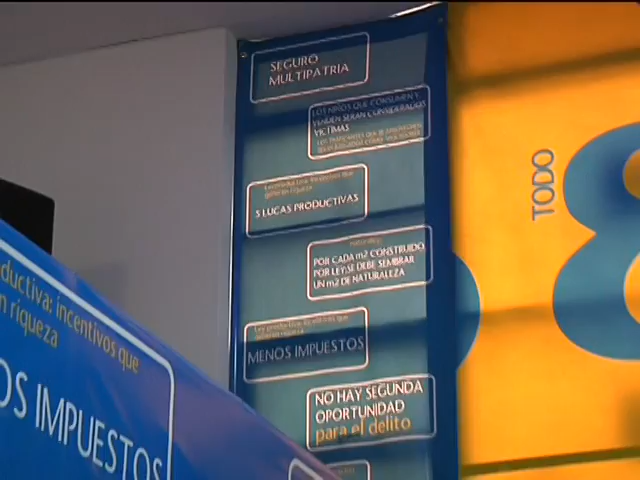 SEGURO
MULTIPATRIA
LOS NIÑOS QUE CONSUMEN Y
VENDEN SERÁN CONSIDERADOS
VÍCTIMAS
5 LUCAS PRODUCTIVAS
POR CADA m2 CONSTRUIDO
POR LEY, SE DEBE SEMBRAR
UN m2 DE NATURALEZA
MENOS IMPUESTOS
NO HAY SEGUNDA
OPORTUNIDAD
para el delito
TODO
8
ductiva; incentivos que
n riqueza
OS IMPUESTOS